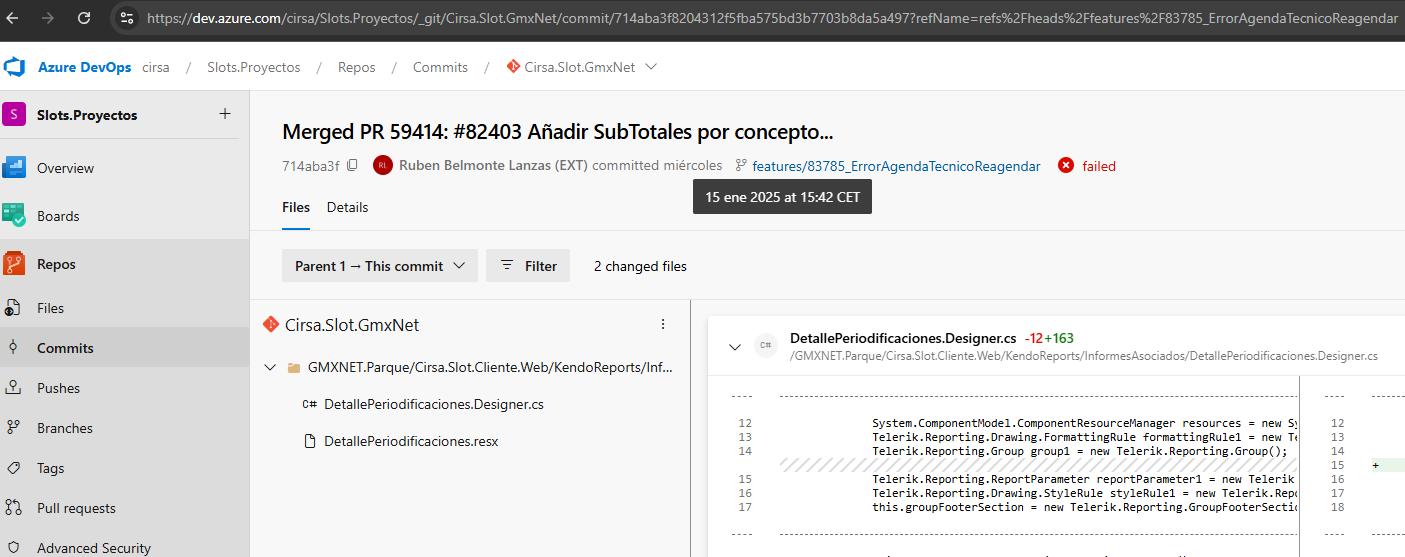 https://dev.azure.com/cirsa/Slots.Proyectos/_git/Cirsa.Slot.GmxNet/commit/714aba3f8204312f5fba575bd3b7703b8da5a497?refName=refs%2Fheads%2Ffeatures%2F83785_ErrorAgendaTecnicoReagendar
Azure DevOps cirsa / Slots.Proyectos / Repos / Commits / Cirsa.Slot.GmxNet
S Slots.Proyectos +
Overview
Boards
Repos
Files
Commits
Pushes
Branches
Tags
Pull requests
Advanced Security
Merged PR 59414: #82403 Añadir SubTotales por concepto...
714aba3f RL Ruben Belmonte Lanzas (EXT) committed miércoles features/83785_ErrorAgendaTecnicoReagendar failed
15 ene 2025 at 15:42 CET
Files Details
Parent 1 → This commit Filter 2 changed files
Cirsa.Slot.GmxNet
GMXNET.Parque/Cirsa.Slot.Cliente.Web/KendoReports/Inf...
C# DetallePeriodificaciones.Designer.cs
DetallePeriodificaciones.resx
C# DetallePeriodificaciones.Designer.cs -12 +163
/GMXNET.Parque/Cirsa.Slot.Cliente.Web/KendoReports/InformesAsociados/DetallePeriodificaciones.Designer.cs
12 System.ComponentModel.ComponentResourceManager resources = new Sy 12
13 Telerik.Reporting.Drawing.FormattingRule formattingRule1 = new Te 13
14 Telerik.Reporting.Group group1 = new Telerik.Reporting.Group(); 14
15 +
15 Telerik.Reporting.ReportParameter reportParameter1 = new Telerik 16
16 Telerik.Reporting.Drawing.StyleRule styleRule1 = new Telerik.Repo 17
17 this.groupFooterSection = new Telerik.Reporting.GroupFooterSectio 18